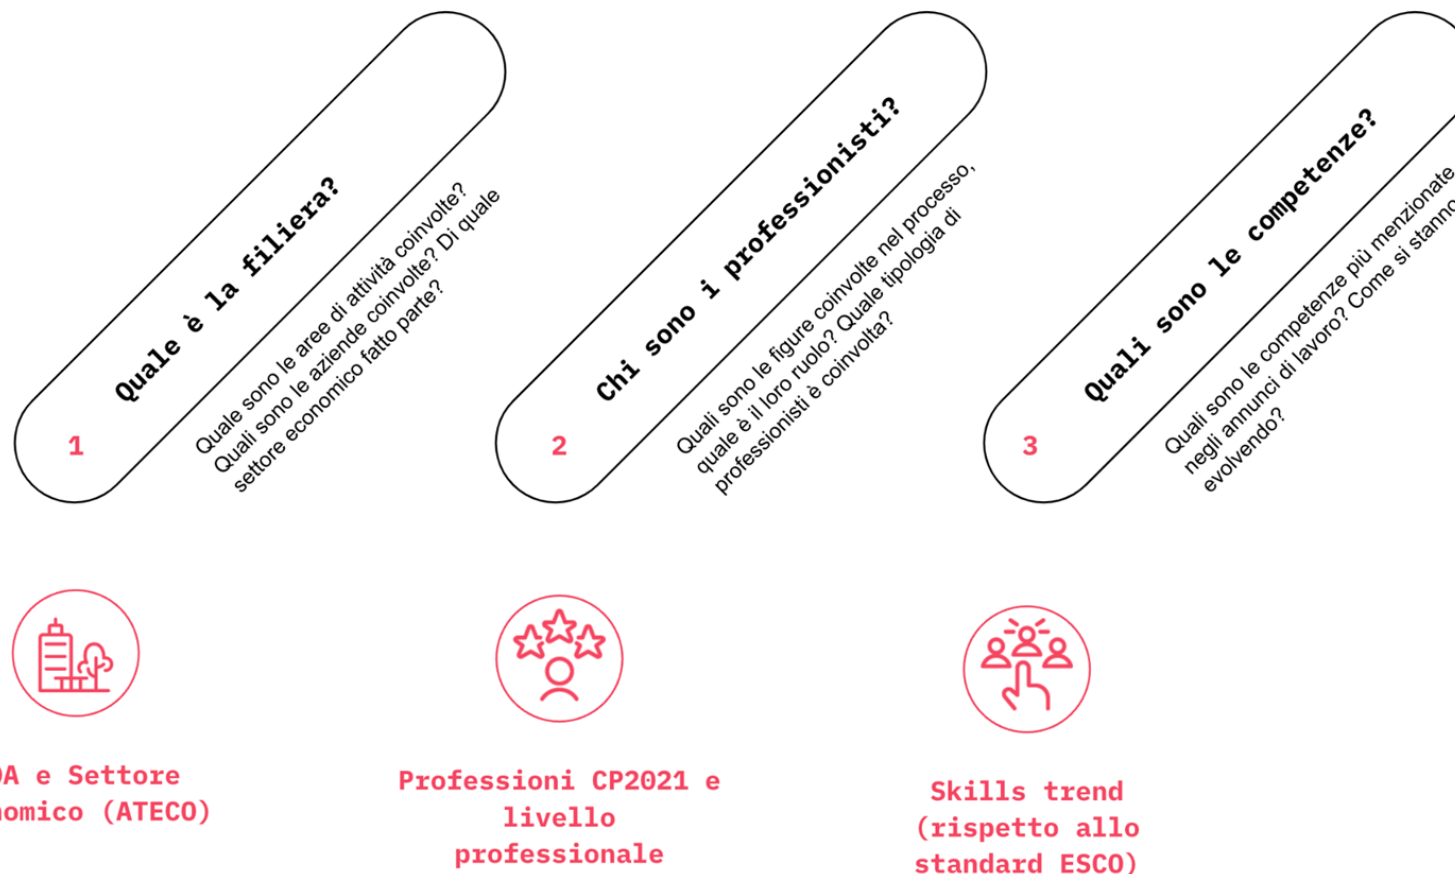 Quale è la filiera?
1
Quale sono le aree di attività coinvolte?
Quali sono le aziende coinvolte? Di quale
settore economico fatto parte?
Chi sono i professionisti?
2
Quali sono le figure coinvolte nel processo,
quale è il loro ruolo? Quale tipologia di
professionisti è coinvolta?
Quali sono le competenze?
3
Quali sono le competenze più menzionate
negli annunci di lavoro? Come si stanno
evolvendo?
e Settore
(ATECO)
Professioni CP2021 e
livello
professionale
Skills trend
(rispetto allo
standard ESCO)